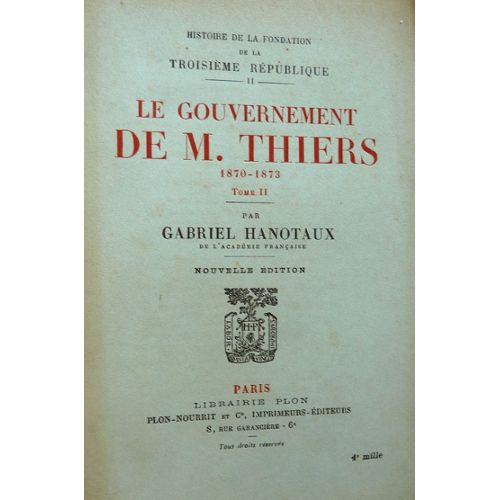 HISTOIRE DE LA FONDATION
DE LA
TROISIÈME RÉPUBLIQUE
II
LE GOUVERNEMENT
DE M. THIERS
1870-1873
TOME II
PAR
GABRIEL HANOTAUX
DE L'ACADÉMIE FRANÇAISE
NOUVELLE ÉDITION
LABOR
H·P
PARIS
LIBRAIRIE PLON
PLON-NOURRIT ET Cie, IMPRIMEURS-ÉDITEURS
8, RUE GARANCIÈRE - 6e
Tous droits réservés
4e mille